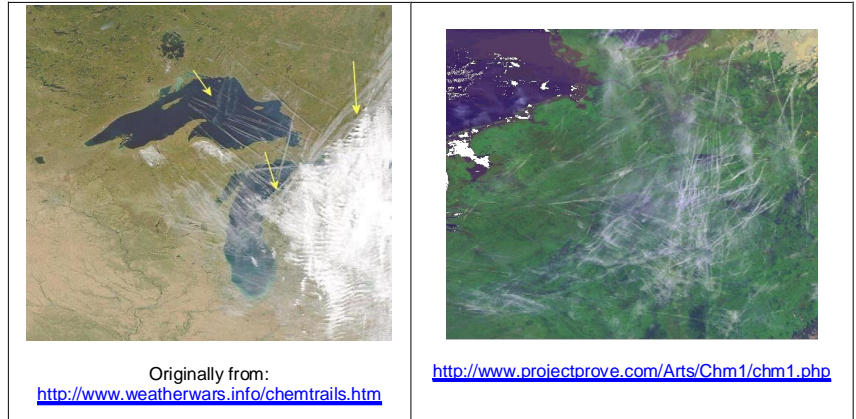 Originally from:
http://www.weatherwars.info/chemtrails.htm
http://www.projectprove.com/Arts/Chm1/chm1.php